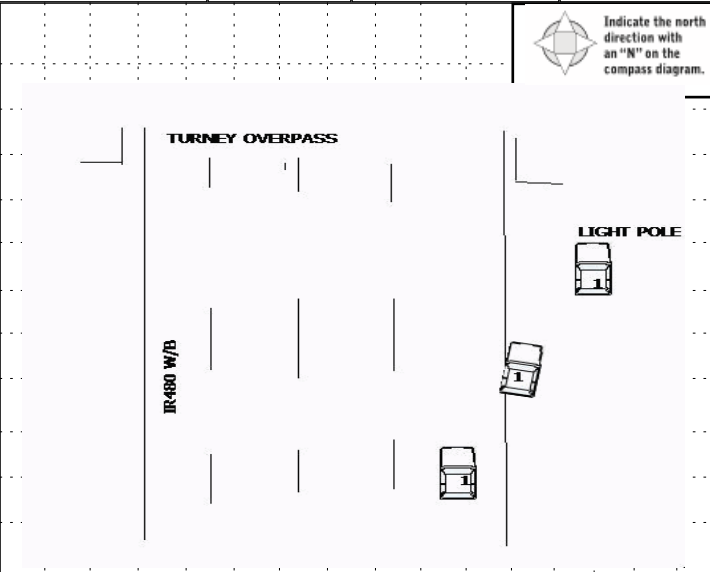 Indicate the north
direction with
an “N” on the
compass diagram.
TURNEY OVERPASS
LIGHT POLE
1
IR480 W/B
1
1